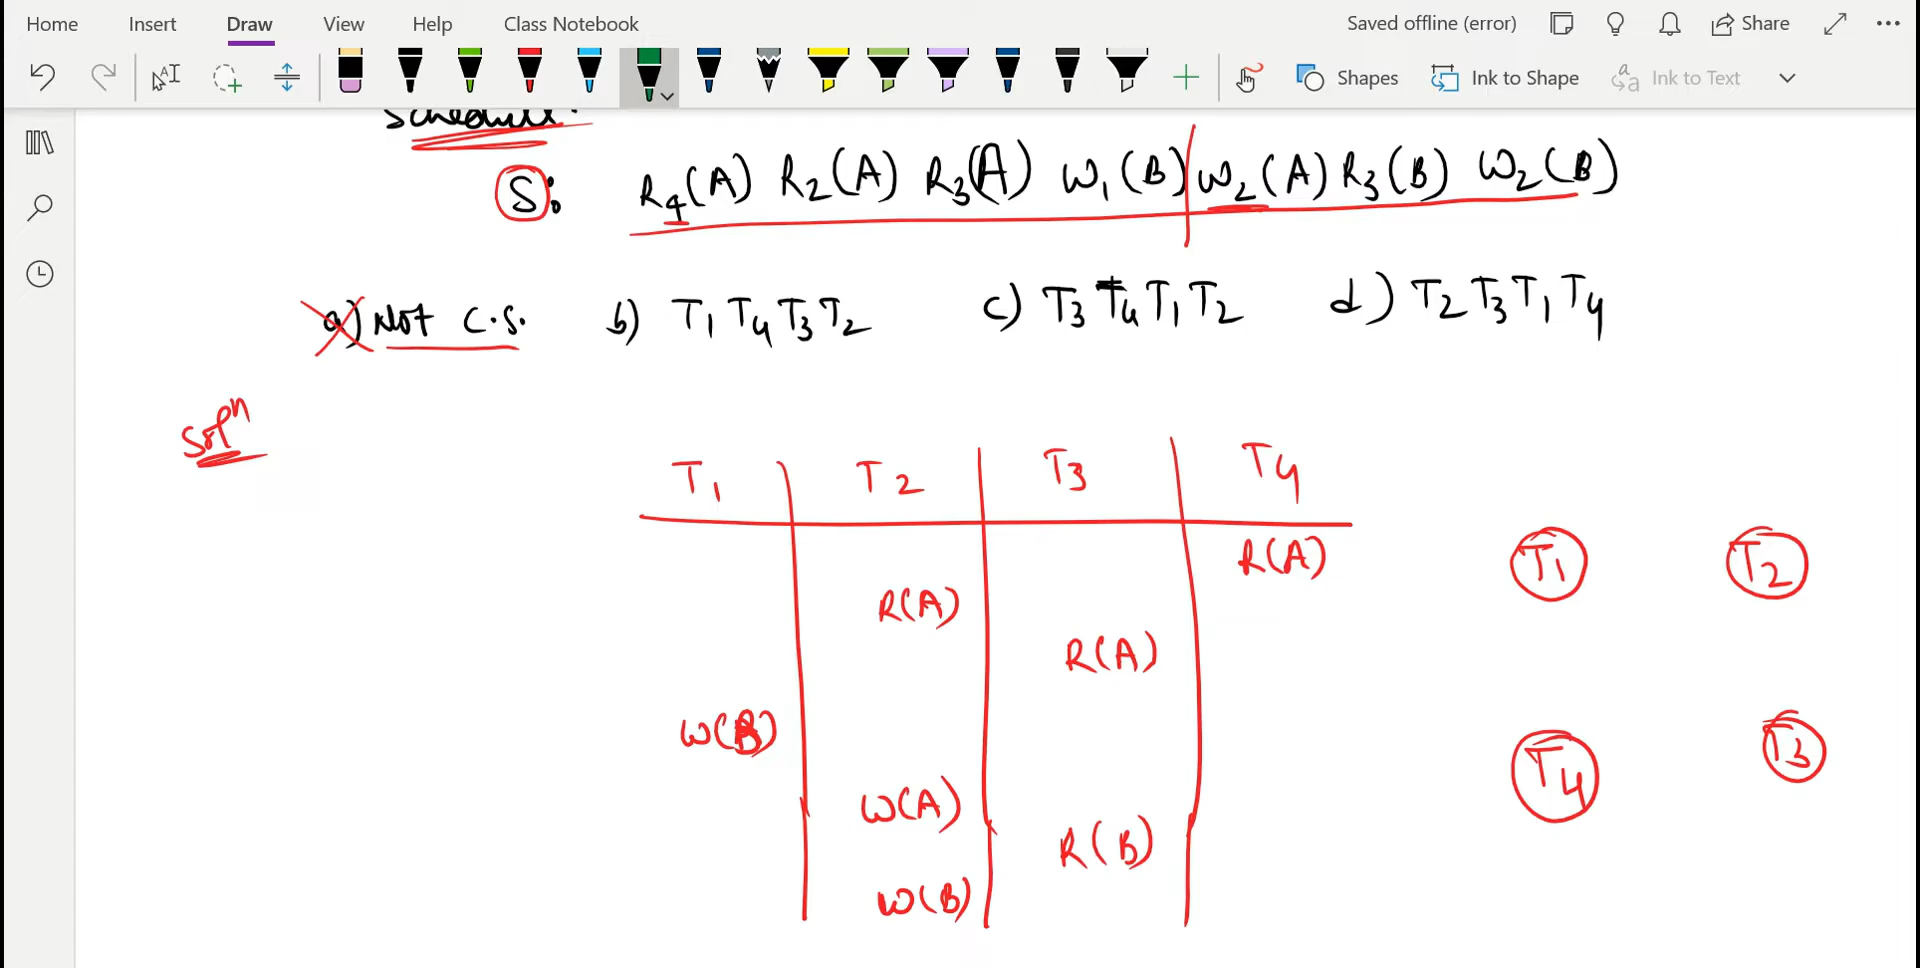 Home Insert Draw View Help Class Notebook Saved offline (error) Share
Shapes Ink to Shape Ink to Text
Schedule:
S: R4(A) R2(A) R3(A) W1(B) W2(A) R3(B) W2(B)
a) Not C.S. b) T1 T4 T3 T2 c) T3 T4 T1 T2 d) T2 T3 T1 T4
Soln
T1 T2 T3 T4
R(A)
T1 T2
R(A)
R(A)
W(B)
T4 T3
W(A)
R(B)
W(B)